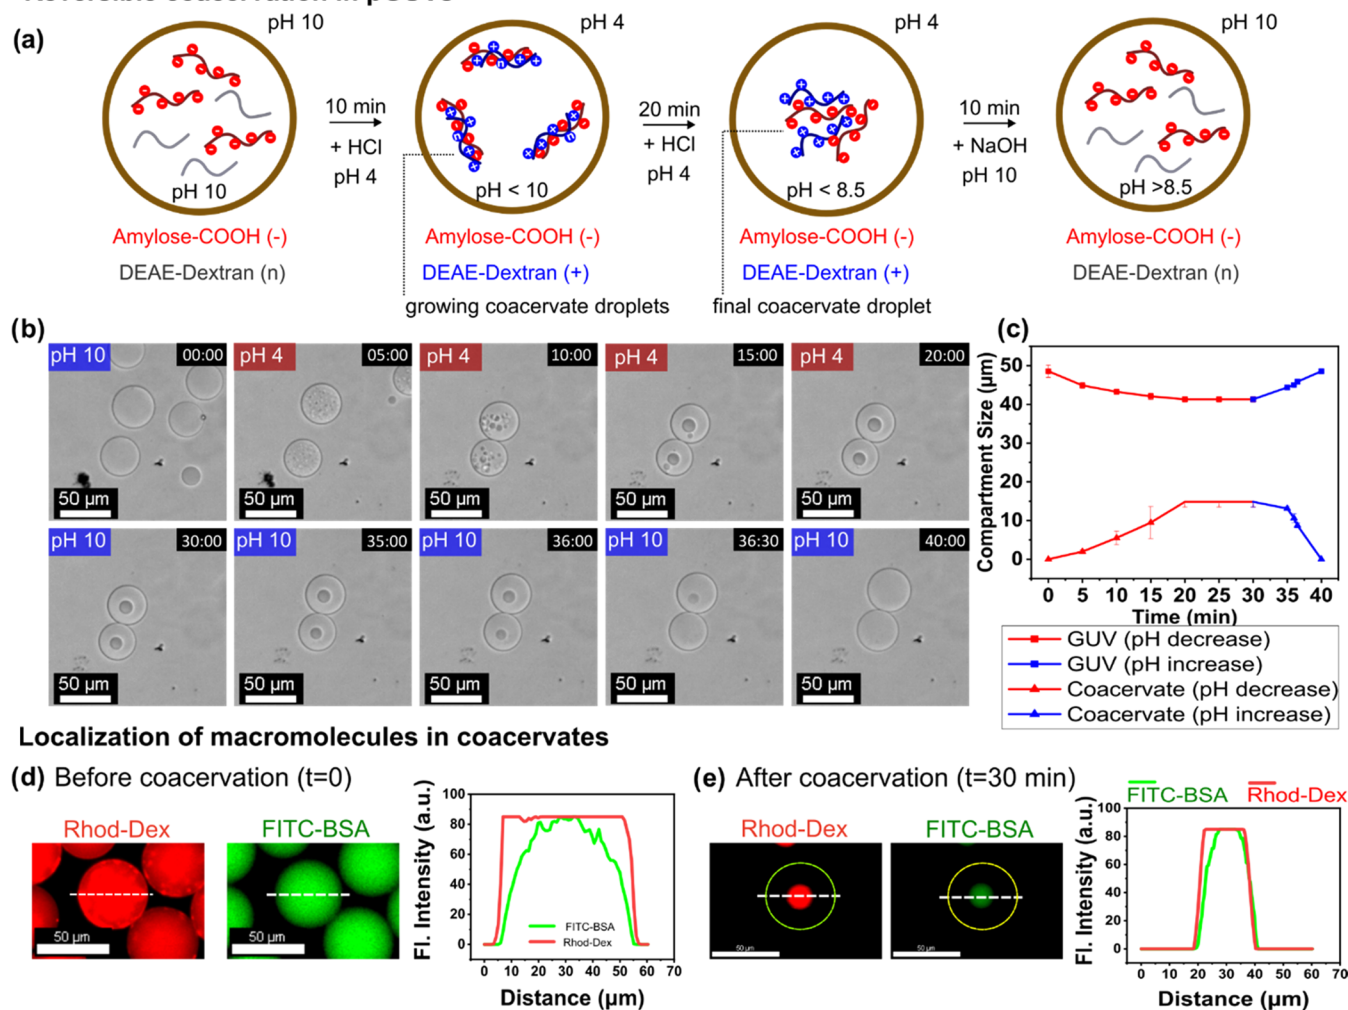 (a)
pH 10
pH 4
pH 4
pH 10
10 min
+ HCl
pH 4
20 min
+ HCl
pH 4
10 min
+ NaOH
pH 10
pH 10
pH < 10
pH < 8.5
pH >8.5
Amylose-COOH (-)
Amylose-COOH (-)
Amylose-COOH (-)
Amylose-COOH (-)
DEAE-Dextran (n)
DEAE-Dextran (+)
DEAE-Dextran (+)
DEAE-Dextran (n)
growing coacervate droplets
final coacervate droplet
(b)
pH 10
00:00
50 µm
pH 4
05:00
50 µm
pH 4
10:00
50 µm
pH 4
15:00
50 µm
pH 4
20:00
50 µm
pH 10
30:00
50 µm
pH 10
35:00
50 µm
pH 10
36:00
50 µm
pH 10
36:30
50 µm
pH 10
40:00
50 µm
(c)
Compartment Size (µm)
50
40
30
20
10
0
0 5 10 15 20 25 30 35 40
Time (min)
GUV (pH decrease)
GUV (pH increase)
Coacervate (pH decrease)
Coacervate (pH increase)
Localization of macromolecules in coacervates
(d) Before coacervation (t=0)
Rhod-Dex
50 µm
FITC-BSA
50 µm
Fl. Intensity (a.u.)
100
80
60
40
20
0
FITC-BSA
Rhod-Dex
0 10 20 30 40 50 60 70
Distance (µm)
(e) After coacervation (t=30 min)
Rhod-Dex
50 µm
FITC-BSA
50 µm
FITC-BSA
Rhod-Dex
Fl. Intensity (a.u.)
100
80
60
40
20
0
0 10 20 30 40 50 60 70
Distance (µm)